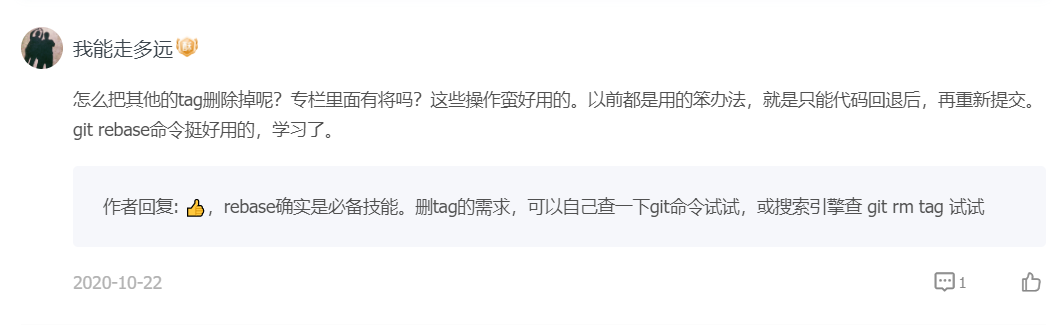 我能走多远
怎么把其他的tag删除掉呢？专栏里面有将吗？这些操作蛮好用的。以前都是用的笨办法，就是只能代码回退后，再重新提交。
git rebase命令挺好用的，学习了。
作者回复: 👍，rebase确实是必备技能。删tag的需求，可以自己查一下git命令试试，或搜索引擎查 git rm tag 试试
2020-10-22
1